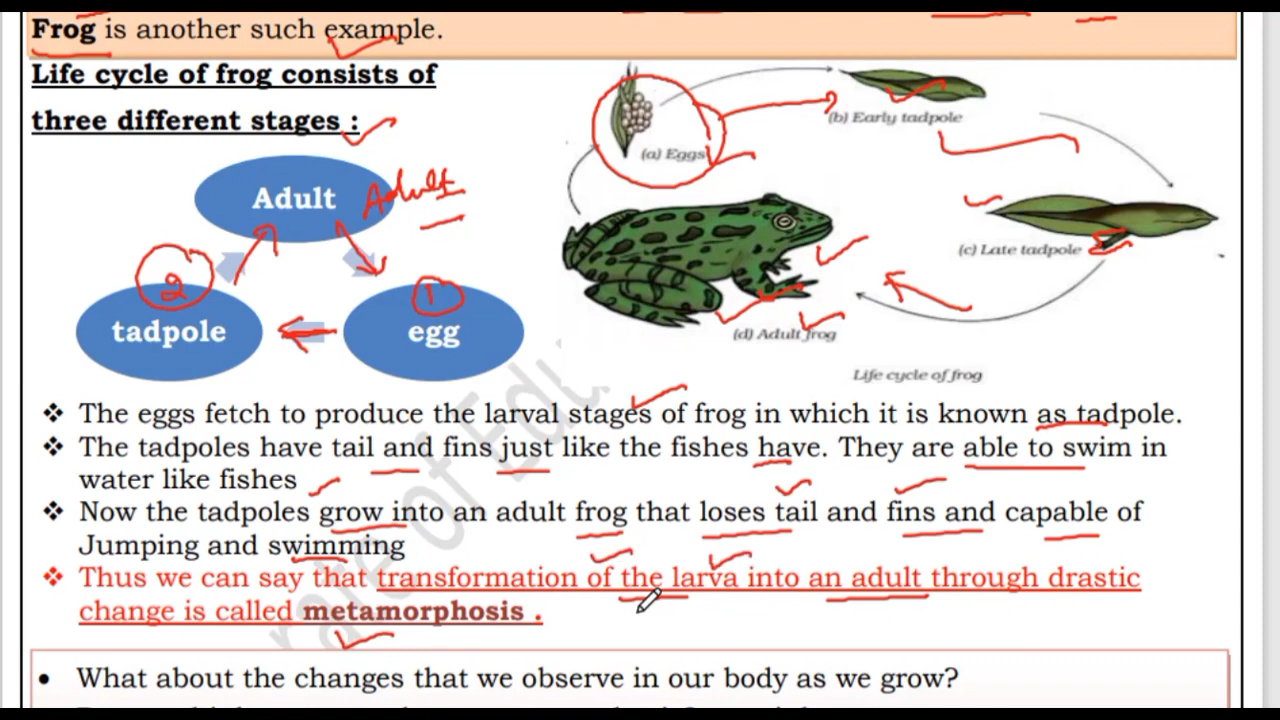 Frog is another such example.
Life cycle of frog consists of
three different stages :
Adult
Adult
2
tadpole
1
egg
(a) Eggs
(b) Early tadpole
(c) Late tadpole
(d) Adult frog
Life cycle of frog
❖ The eggs fetch to produce the larval stages of frog in which it is known as tadpole.
❖ The tadpoles have tail and fins just like the fishes have. They are able to swim in
water like fishes
❖ Now the tadpoles grow into an adult frog that loses tail and fins and capable of
Jumping and swimming
❖ Thus we can say that transformation of the larva into an adult through drastic
change is called metamorphosis .
• What about the changes that we observe in our body as we grow?